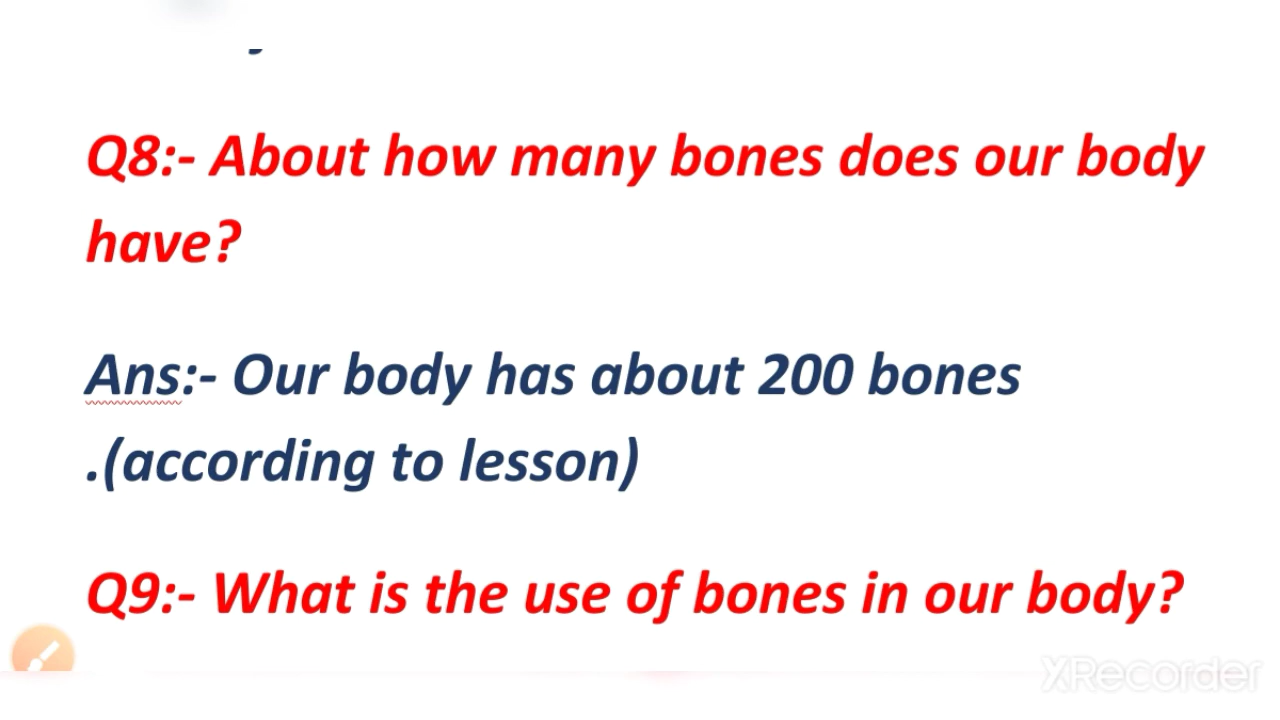 Q8:- About how many bones does our body
have?
Ans:- Our body has about 200 bones
.(according to lesson)
Q9:- What is the use of bones in our body?
XRecorder